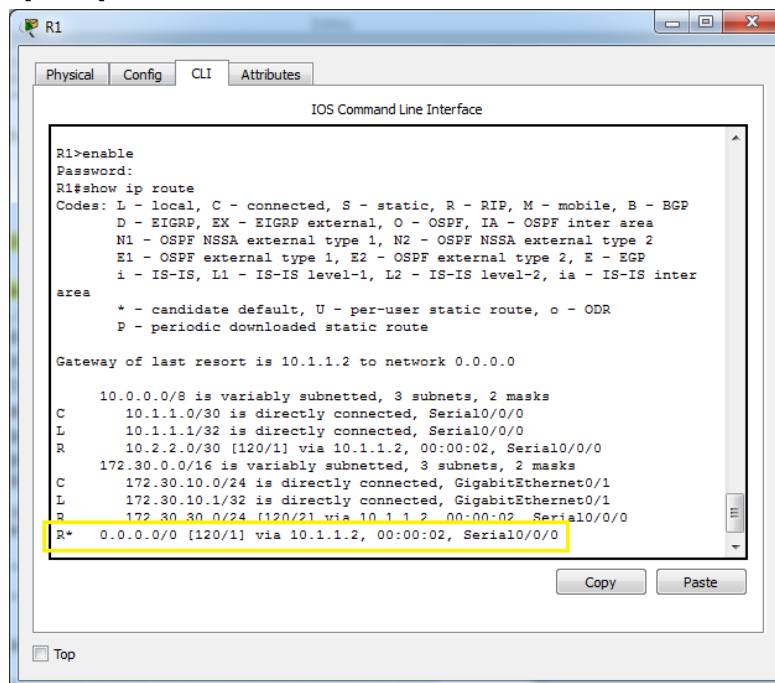 R1
Physical Config CLI Attributes
IOS Command Line Interface
R1>enable
Password:
R1#show ip route
Codes: L - local, C - connected, S - static, R - RIP, M - mobile, B - BGP
D - EIGRP, EX - EIGRP external, O - OSPF, IA - OSPF inter area
N1 - OSPF NSSA external type 1, N2 - OSPF NSSA external type 2
E1 - OSPF external type 1, E2 - OSPF external type 2, E - EGP
i - IS-IS, L1 - IS-IS level-1, L2 - IS-IS level-2, ia - IS-IS inter
area
* - candidate default, U - per-user static route, o - ODR
P - periodic downloaded static route
Gateway of last resort is 10.1.1.2 to network 0.0.0.0
10.0.0.0/8 is variably subnetted, 3 subnets, 2 masks
C 10.1.1.0/30 is directly connected, Serial0/0/0
L 10.1.1.1/32 is directly connected, Serial0/0/0
R 10.2.2.0/30 [120/1] via 10.1.1.2, 00:00:02, Serial0/0/0
172.30.0.0/16 is variably subnetted, 3 subnets, 2 masks
C 172.30.10.0/24 is directly connected, GigabitEthernet0/1
L 172.30.10.1/32 is directly connected, GigabitEthernet0/1
R 172.30.30.0/24 [120/2] via 10.1.1.2, 00:00:02, Serial0/0/0
R* 0.0.0.0/0 [120/1] via 10.1.1.2, 00:00:02, Serial0/0/0
Copy Paste
Top